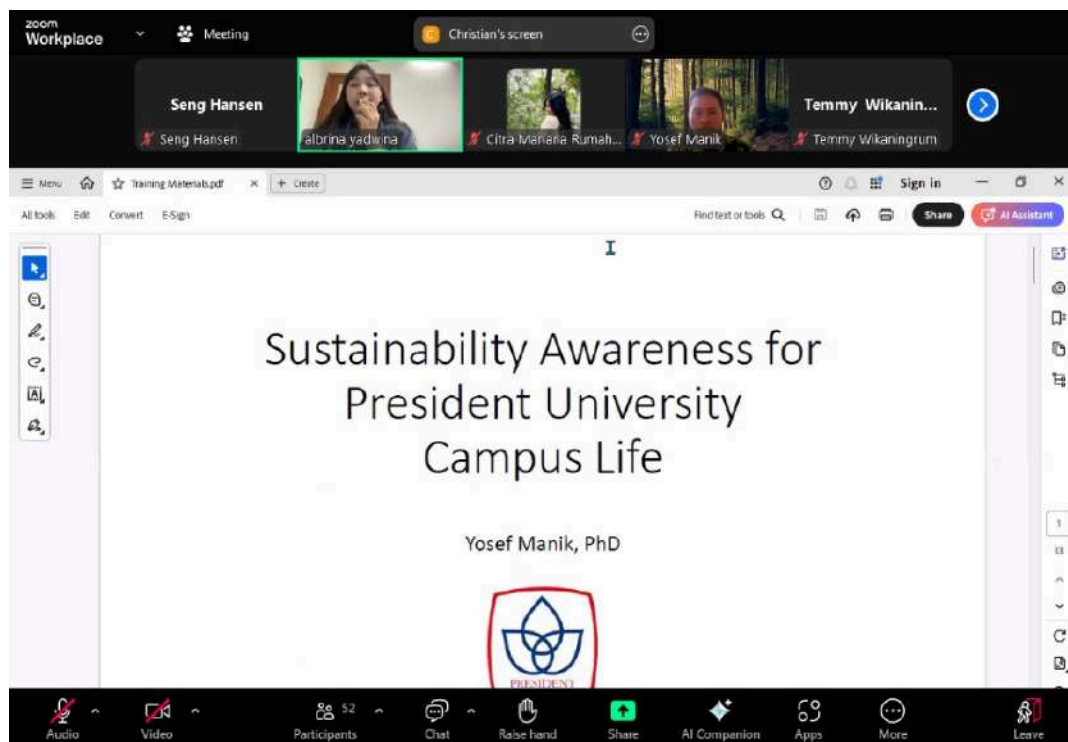 zoom
Workplace
Meeting
Christian's screen
Seng Hansen
Temmy Wikanin...
Seng Hansen
albrina yadwina
Citra Mariana Rumah...
Yosef Manik
Temmy Wikaningrum
Menu
Training Materials.pdf
+ Create
Sign in
All tools
Edit
Convert
E-Sign
Find text or tools
Share
AI Assistant
Sustainability Awareness for
President University
Campus Life
Yosef Manik, PhD
PRESIDENT
1
13
Audio
Video
52
Participants
Chat
Raise hand
Share
AI Companion
Apps
More
Leave